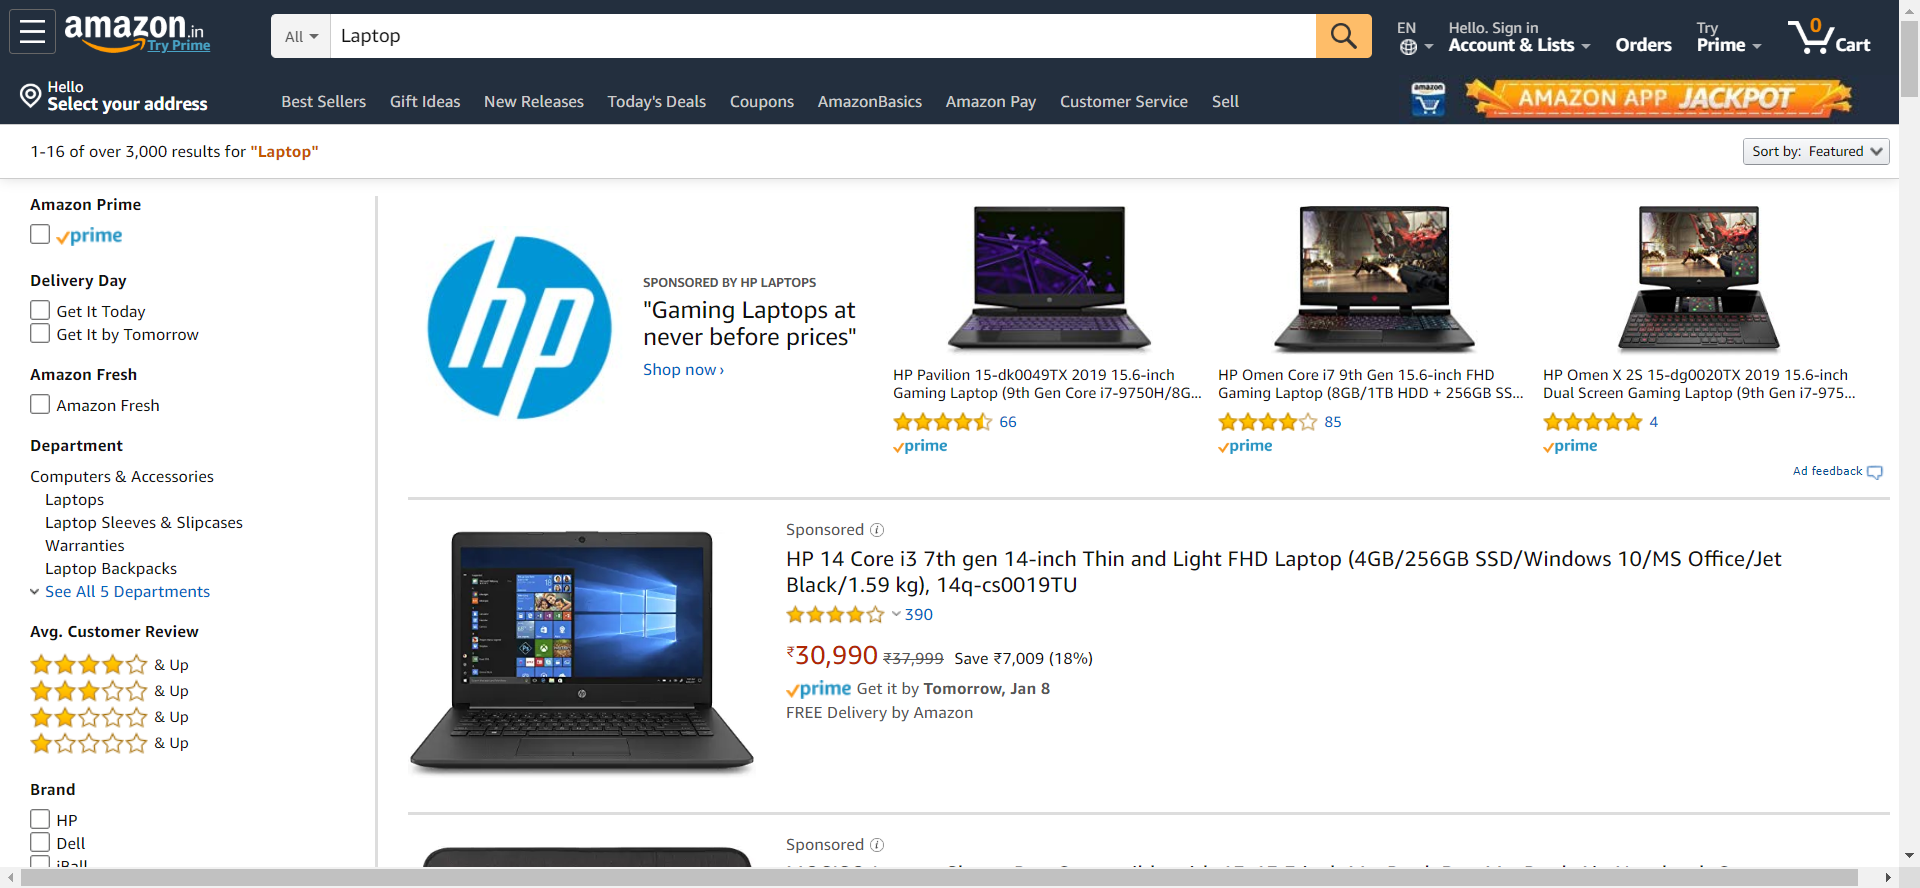 amazon.in
Try Prime
All
Laptop
EN
Hello. Sign in
Account & Lists
Orders
Try
Prime
0
Cart
Hello
Select your address
Best Sellers
Gift Ideas
New Releases
Today's Deals
Coupons
AmazonBasics
Amazon Pay
Customer Service
Sell
amazon
AMAZON APP JACKPOT
1-16 of over 3,000 results for "Laptop"
Sort by: Featured
Amazon Prime
prime
Delivery Day
Get It Today
Get It by Tomorrow
Amazon Fresh
Amazon Fresh
Department
Computers & Accessories
Laptops
Laptop Sleeves & Slipcases
Warranties
Laptop Backpacks
See All 5 Departments
Avg. Customer Review
& Up
& Up
& Up
& Up
Brand
HP
Dell
iBall
hp
SPONSORED BY HP LAPTOPS
"Gaming Laptops at
never before prices"
Shop now ›
HP Pavilion 15-dk0049TX 2019 15.6-inch
Gaming Laptop (9th Gen Core i7-9750H/8G...
66
prime
HP Omen Core i7 9th Gen 15.6-inch FHD
Gaming Laptop (8GB/1TB HDD + 256GB SS...
85
prime
HP Omen X 2S 15-dg0020TX 2019 15.6-inch
Dual Screen Gaming Laptop (9th Gen i7-975...
4
prime
Ad feedback
Sponsored
HP 14 Core i3 7th gen 14-inch Thin and Light FHD Laptop (4GB/256GB SSD/Windows 10/MS Office/Jet
Black/1.59 kg), 14q-cs0019TU
390
₹30,990 ₹37,999 Save ₹7,009 (18%)
prime Get it by Tomorrow, Jan 8
FREE Delivery by Amazon
Sponsored